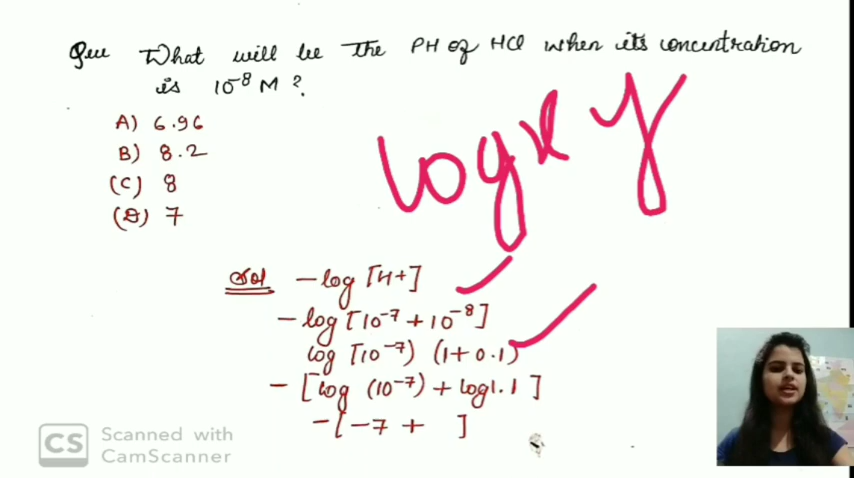 Que What will be the PH of HCl when its concentration
is 10⁻⁸ M ?
A) 6.96
B) 8.2
(C) 8
(D) 7
logx y
Sol -log [H+]
-log [10⁻⁷ + 10⁻⁸]
log [10⁻⁷) (1+0.1)
- [log (10⁻⁷) + log1.1 ]
-[ -7 + ]
CS Scanned with
CamScanner